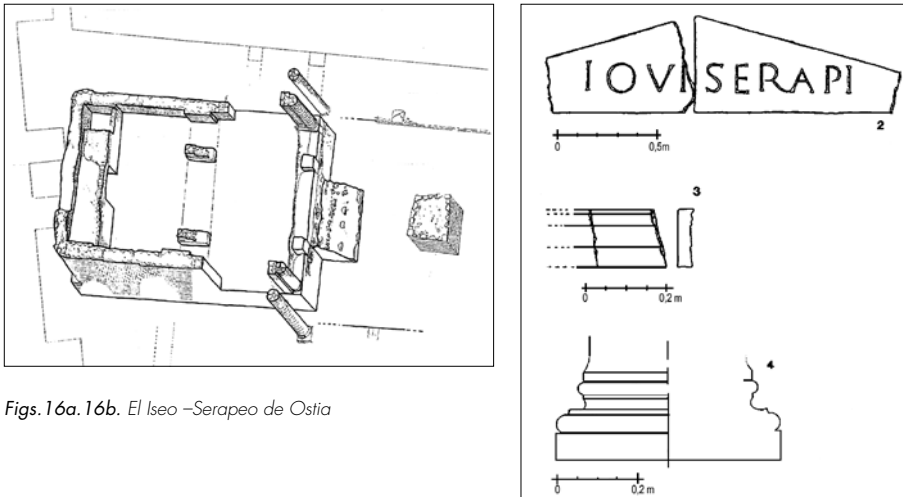 IOVI SERAPI
2
0 0,5m
3
0 0,2 m
4
0 0,2 m
Figs.16a.16b. El Iseo –Serapeo de Ostia